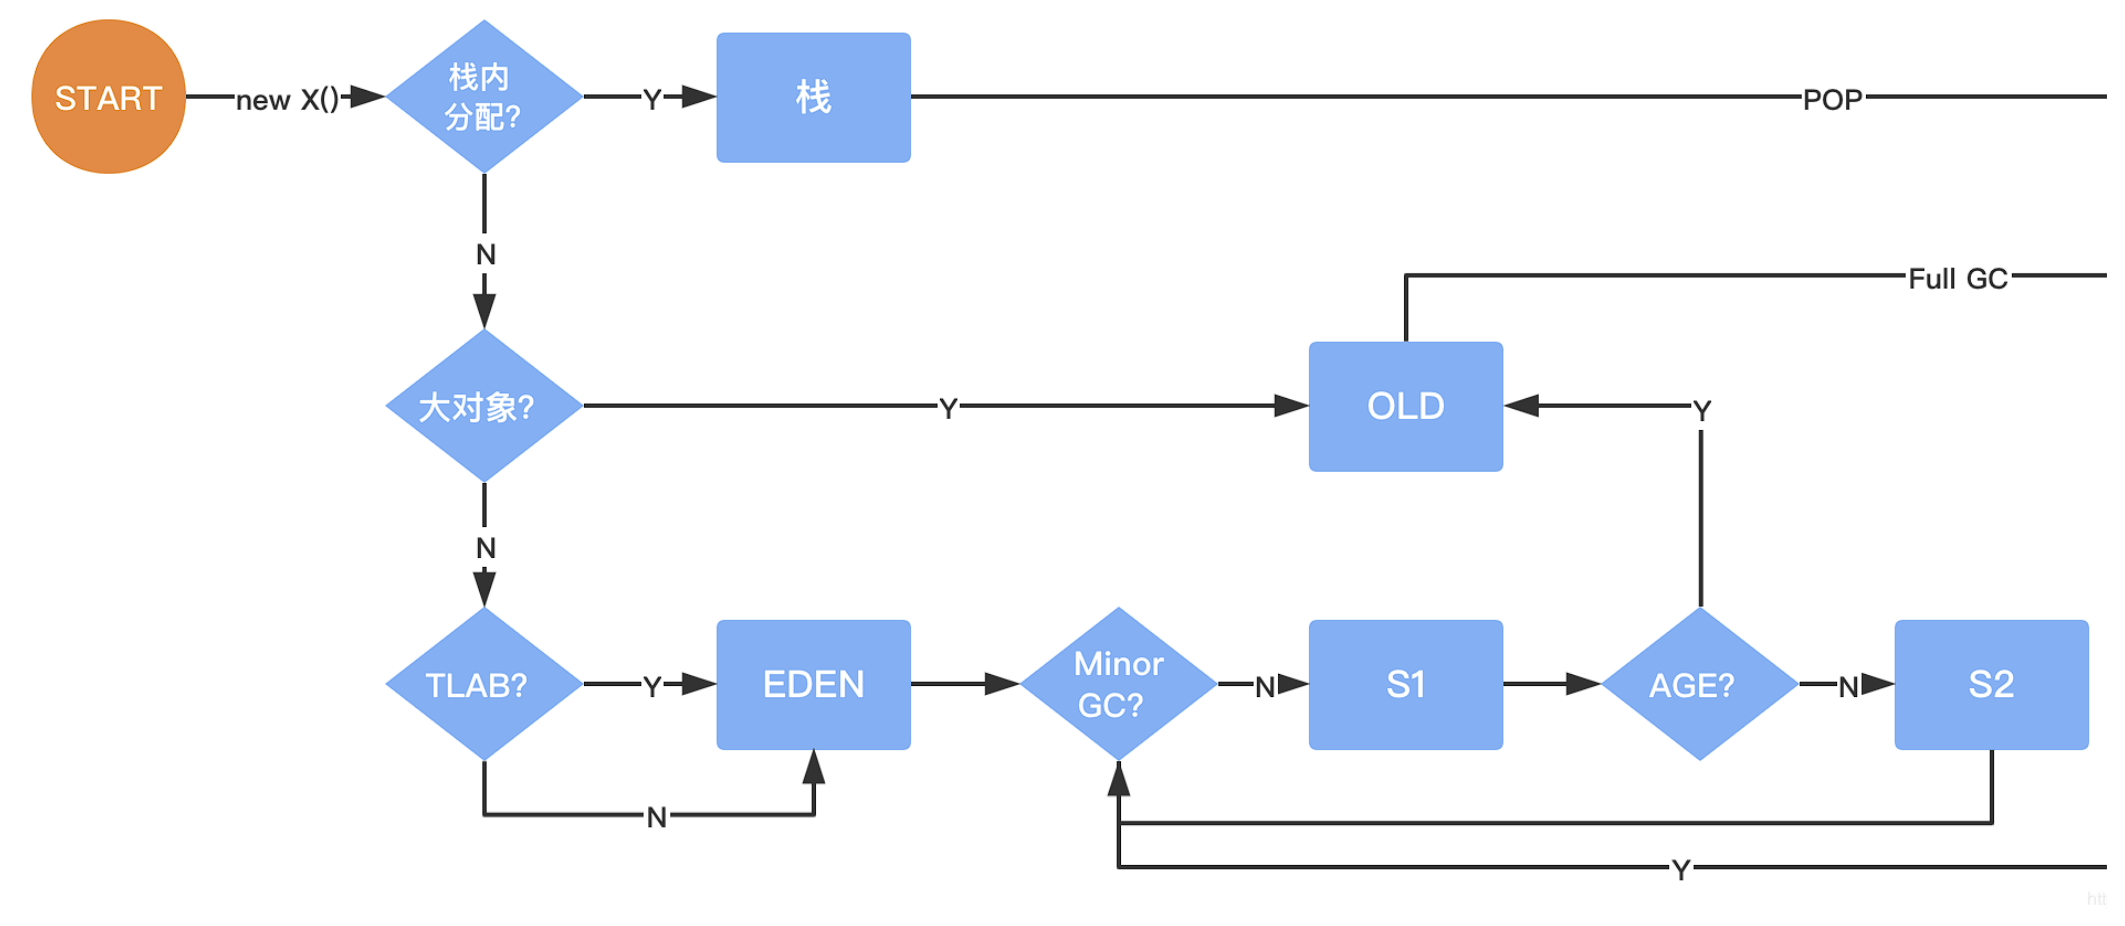 START
new X()
栈内
分配?
Y
栈
POP
N
Full GC
大对象?
Y
OLD
Y
N
TLAB?
Y
EDEN
Minor
GC?
N
S1
AGE?
N
S2
N
Y
htt